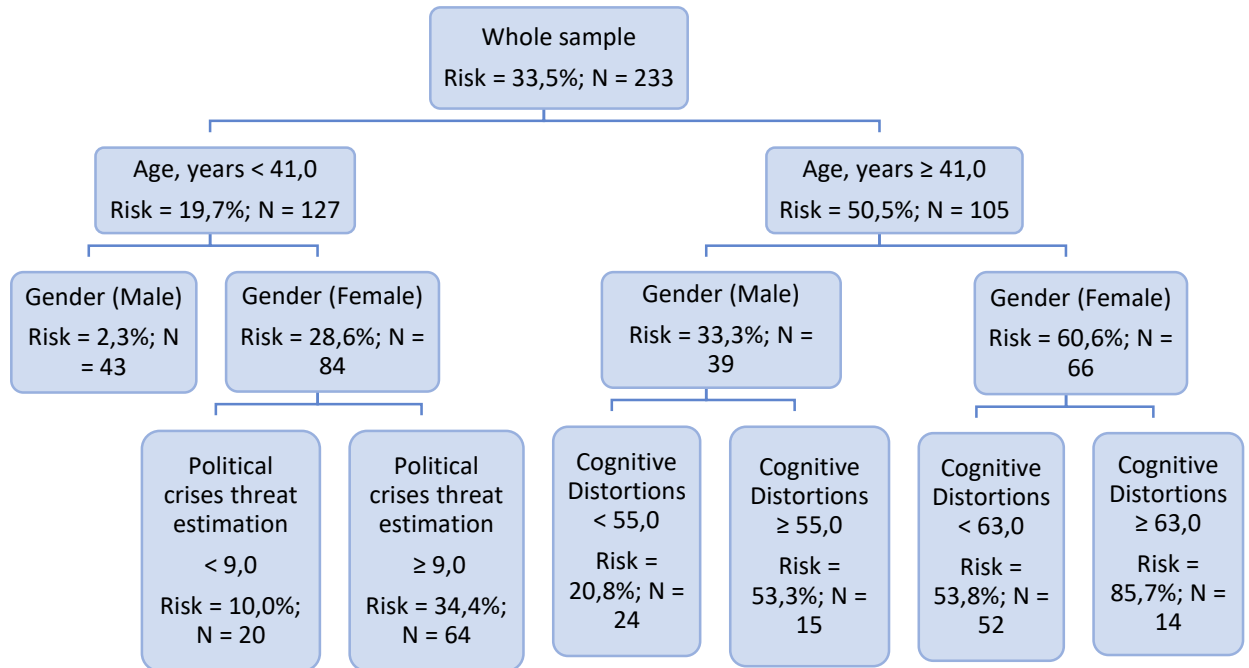 Whole sample
Risk = 33,5%; N = 233
Age, years < 41,0
Risk = 19,7%; N = 127
Age, years ≥ 41,0
Risk = 50,5%; N = 105
Gender (Male)
Risk = 2,3%; N
= 43
Gender (Female)
Risk = 28,6%; N =
84
Gender (Male)
Risk = 33,3%; N =
39
Gender (Female)
Risk = 60,6%; N =
66
Political
crises threat
estimation
< 9,0
Risk = 10,0%;
N = 20
Political
crises threat
estimation
≥ 9,0
Risk = 34,4%;
N = 64
Cognitive
Distortions
< 55,0
Risk =
20,8%; N =
24
Cognitive
Distortions
≥ 55,0
Risk =
53,3%; N =
15
Cognitive
Distortions
< 63,0
Risk =
53,8%; N =
52
Cognitive
Distortions
≥ 63,0
Risk =
85,7%; N =
14